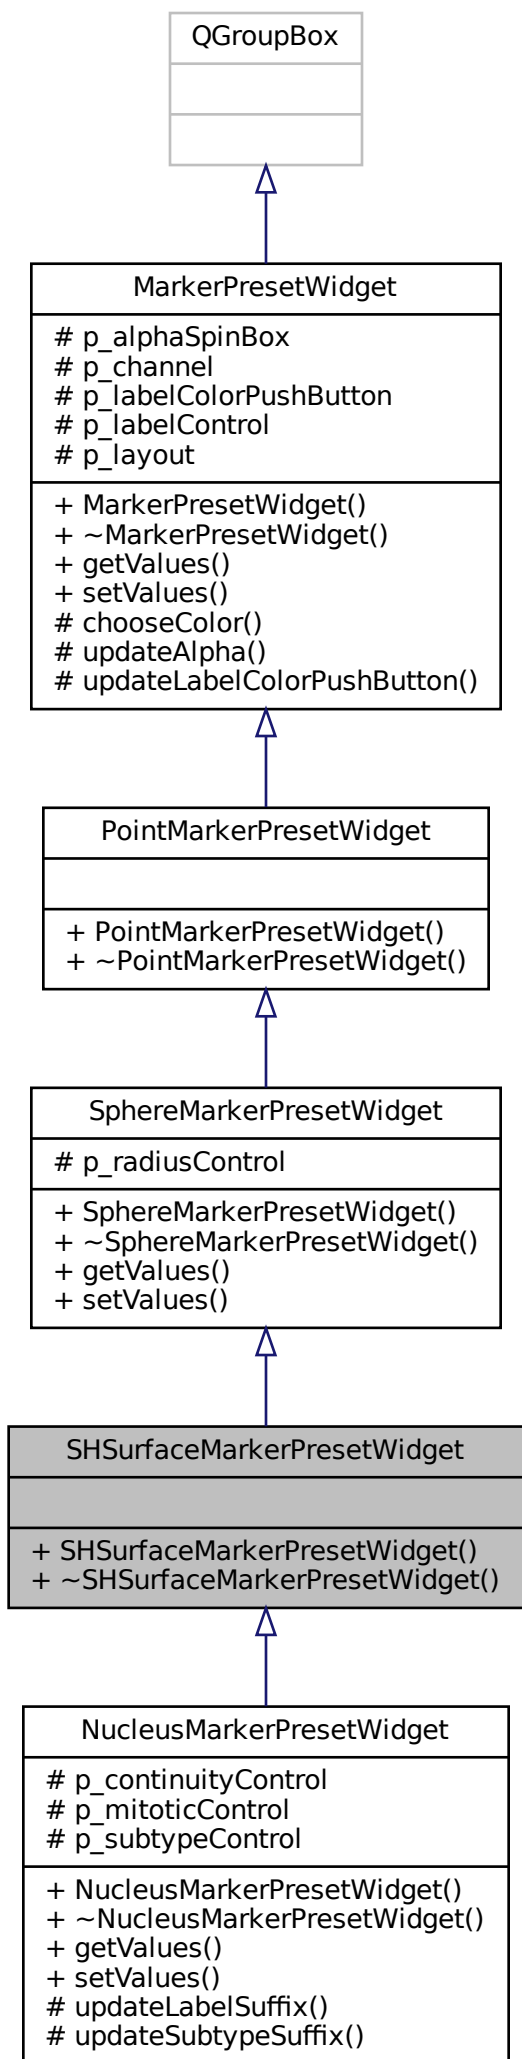 QGroupBox
MarkerPresetWidget
# p_alphaSpinBox
# p_channel
# p_labelColorPushButton
# p_labelControl
# p_layout
+ MarkerPresetWidget()
+ ~MarkerPresetWidget()
+ getValues()
+ setValues()
# chooseColor()
# updateAlpha()
# updateLabelColorPushButton()
PointMarkerPresetWidget
+ PointMarkerPresetWidget()
+ ~PointMarkerPresetWidget()
SphereMarkerPresetWidget
# p_radiusControl
+ SphereMarkerPresetWidget()
+ ~SphereMarkerPresetWidget()
+ getValues()
+ setValues()
SHSurfaceMarkerPresetWidget
+ SHSurfaceMarkerPresetWidget()
+ ~SHSurfaceMarkerPresetWidget()
NucleusMarkerPresetWidget
# p_continuityControl
# p_mitoticControl
# p_subtypeControl
+ NucleusMarkerPresetWidget()
+ ~NucleusMarkerPresetWidget()
+ getValues()
+ setValues()
# updateLabelSuffix()
# updateSubtypeSuffix()